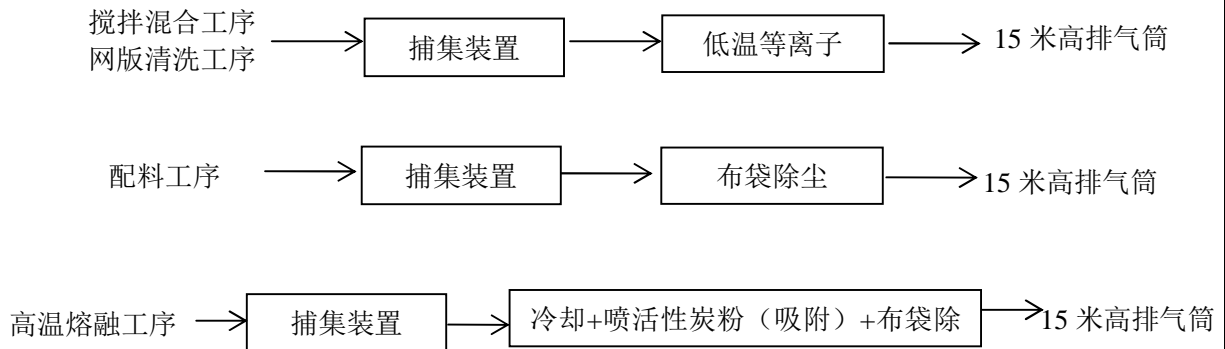 搅拌混合工序
网版清洗工序
捕集装置
低温等离子
15 米高排气筒
配料工序
捕集装置
布袋除尘
15 米高排气筒
高温熔融工序
捕集装置
冷却+喷活性炭粉（吸附）+布袋除
15 米高排气筒